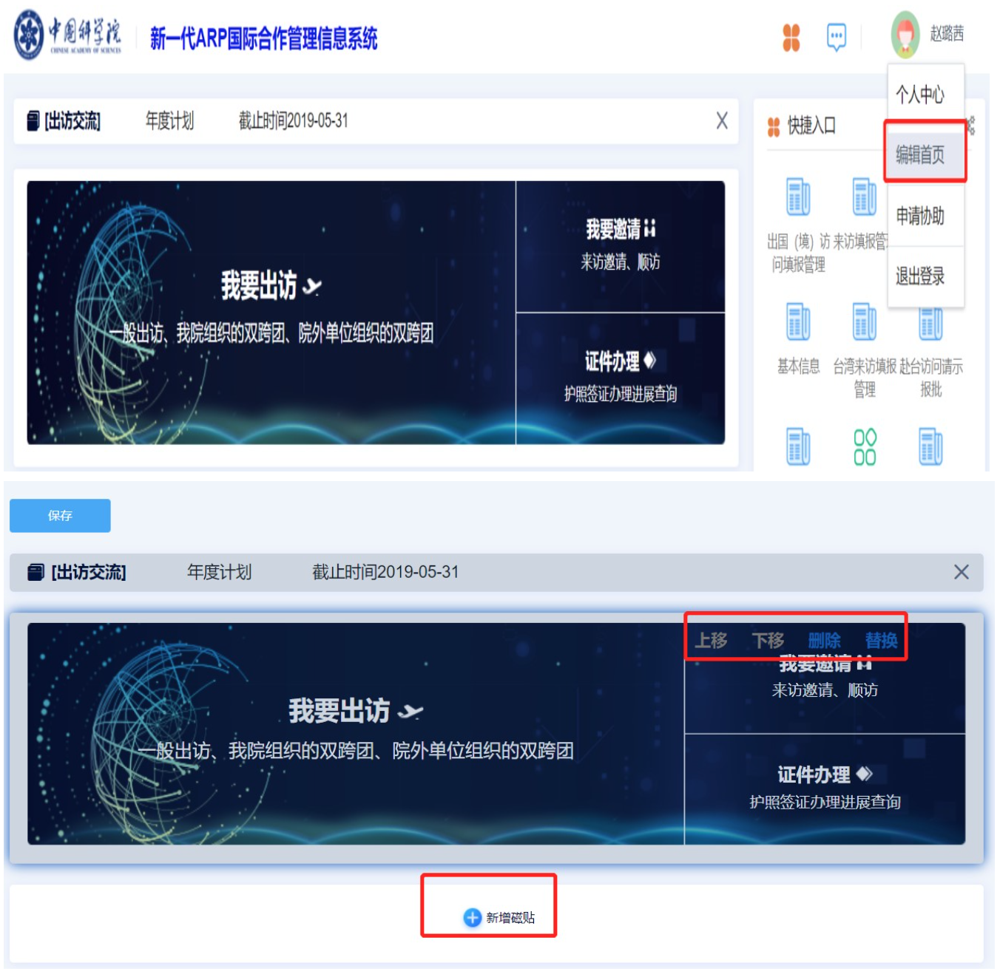 中国科学院
CHINESE ACADEMY OF SCIENCES
新一代ARP国际合作管理信息系统
赵璐茜
个人中心
编辑首页
申请协助
退出登录
[出访交流] 年度计划 截止时间2019-05-31 X
快捷入口
我要出访
一般出访、我院组织的双跨团、院外单位组织的双跨团
我要邀请
来访邀请、顺访
证件办理
护照签证办理进展查询
出国（境）访
问填报管理
来访填报管
基本信息
台湾来访填报
管理
赴台访问请示
报批
保存
[出访交流] 年度计划 截止时间2019-05-31
上移 下移 删除 替换
我要出访
一般出访、我院组织的双跨团、院外单位组织的双跨团
我要邀请
来访邀请、顺访
证件办理
护照签证办理进展查询
新增磁贴